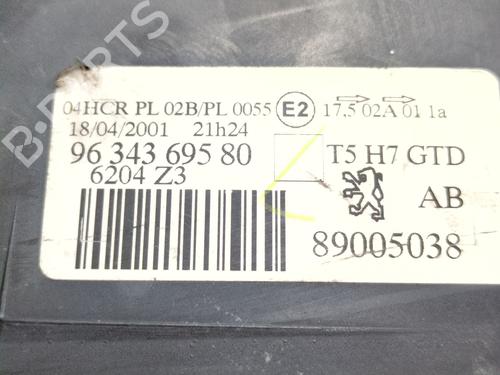 B-PARTS
04HCR PL 02B/PL 0055 E2 17.5 02A 01 1a
18/04/2001 21h24
96 343 695 80 T5 H7 GTD
6204 Z3 AB
89005038